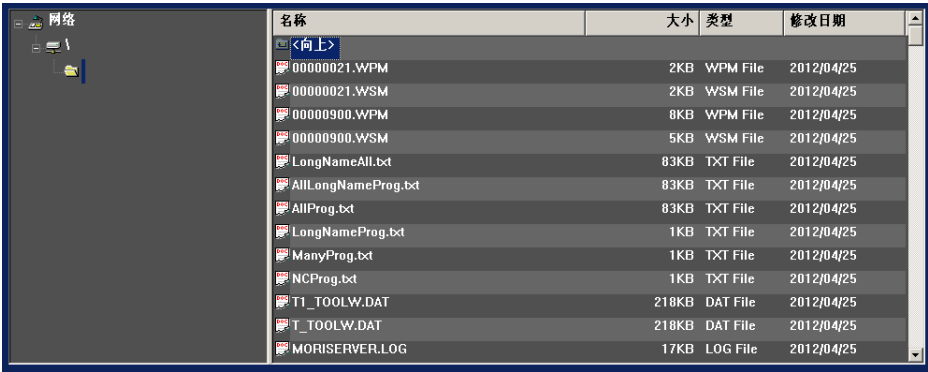 网络
\
名称 大小 类型 修改日期
<向上>
00000021.WPM 2KB WPM File 2012/04/25
00000021.WSM 2KB WSM File 2012/04/25
00000900.WPM 8KB WPM File 2012/04/25
00000900.WSM 5KB WSM File 2012/04/25
LongNameAll.txt 83KB TXT File 2012/04/25
AllLongNameProg.txt 83KB TXT File 2012/04/25
AllProg.txt 83KB TXT File 2012/04/25
LongNameProg.txt 1KB TXT File 2012/04/25
ManyProg.txt 1KB TXT File 2012/04/25
NCProg.txt 1KB TXT File 2012/04/25
T1_TOOLW.DAT 218KB DAT File 2012/04/25
T_TOOLW.DAT 218KB DAT File 2012/04/25
MORISERVER.LOG 17KB LOG File 2012/04/25